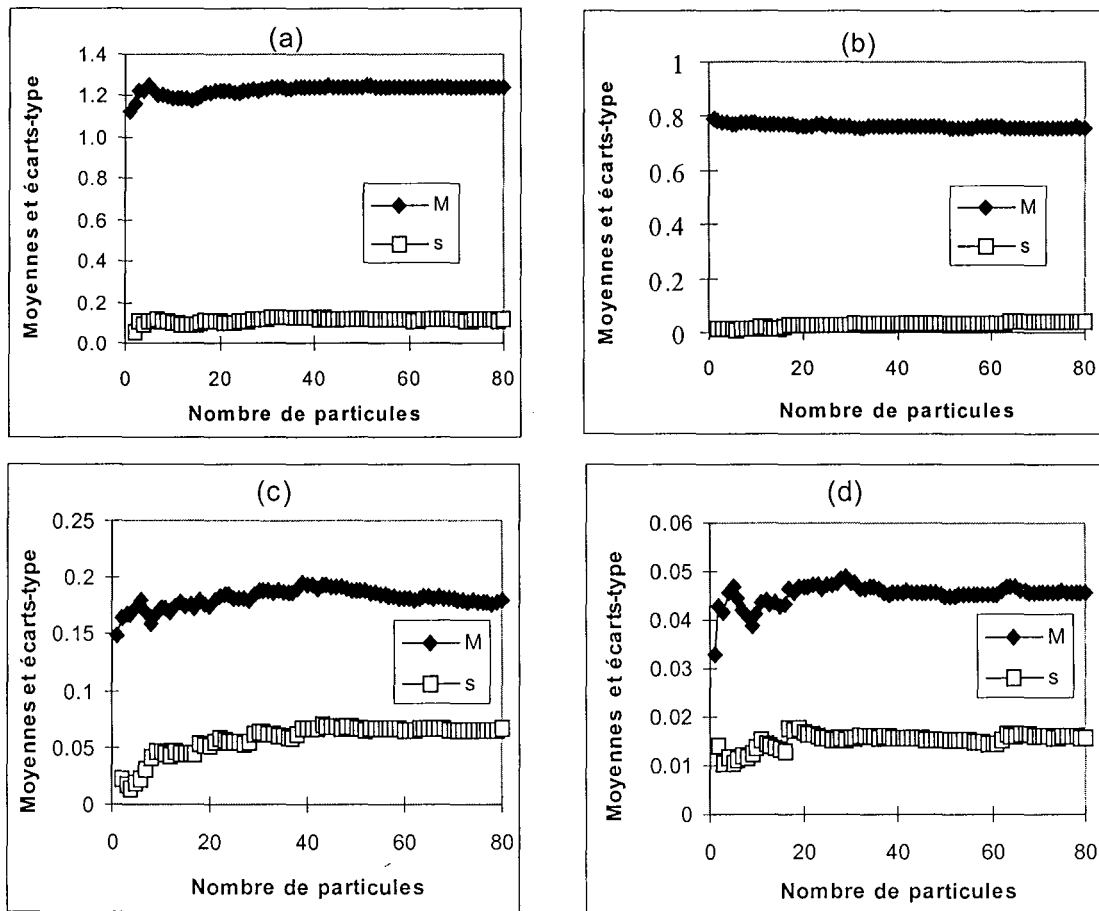 (a)
Moyennes et écarts-type
1.4
1.2
1.0
0.8
0.6
0.4
0.2
0.0
M
s
0 20 40 60 80
Nombre de particules
(b)
Moyennes et écarts-type
1
0.8
0.6
0.4
0.2
0
M
s
0 20 40 60 80
Nombre de particules
(c)
Moyennes et écarts-type
0.25
0.2
0.15
0.1
0.05
0
M
s
0 20 40 60 80
Nombre de particules
(d)
Moyennes et écarts-type
0.06
0.05
0.04
0.03
0.02
0.01
0
M
s
0 20 40 60 80
Nombre de particules